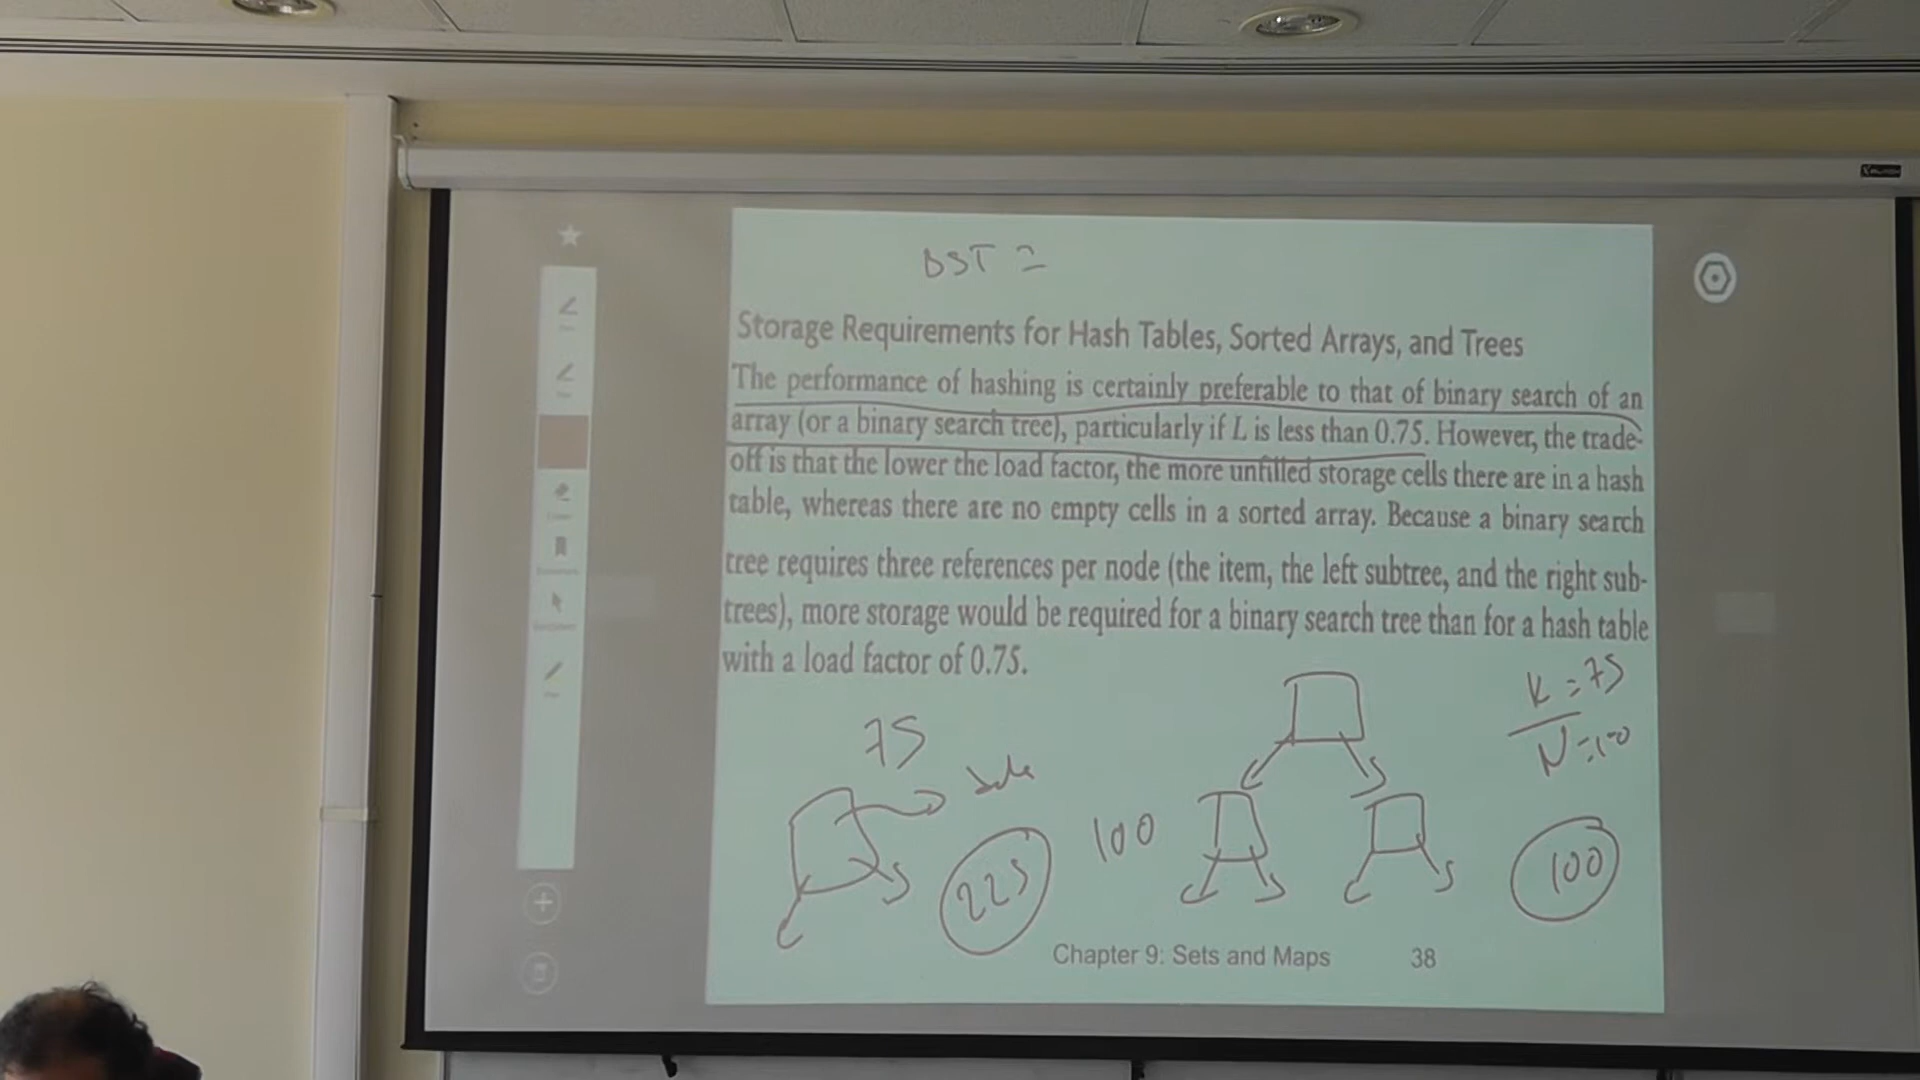 BST ≃
Storage Requirements for Hash Tables, Sorted Arrays, and Trees
The performance of hashing is certainly preferable to that of binary search of an
array (or a binary search tree), particularly if L is less than 0.75. However, the trade-
off is that the lower the load factor, the more unfilled storage cells there are in a hash
table, whereas there are no empty cells in a sorted array. Because a binary search
tree requires three references per node (the item, the left subtree, and the right sub-
trees), more storage would be required for a binary search tree than for a hash table
with a load factor of 0.75.
K = 75
N = 100
75
100
225
100
Chapter 9: Sets and Maps 38